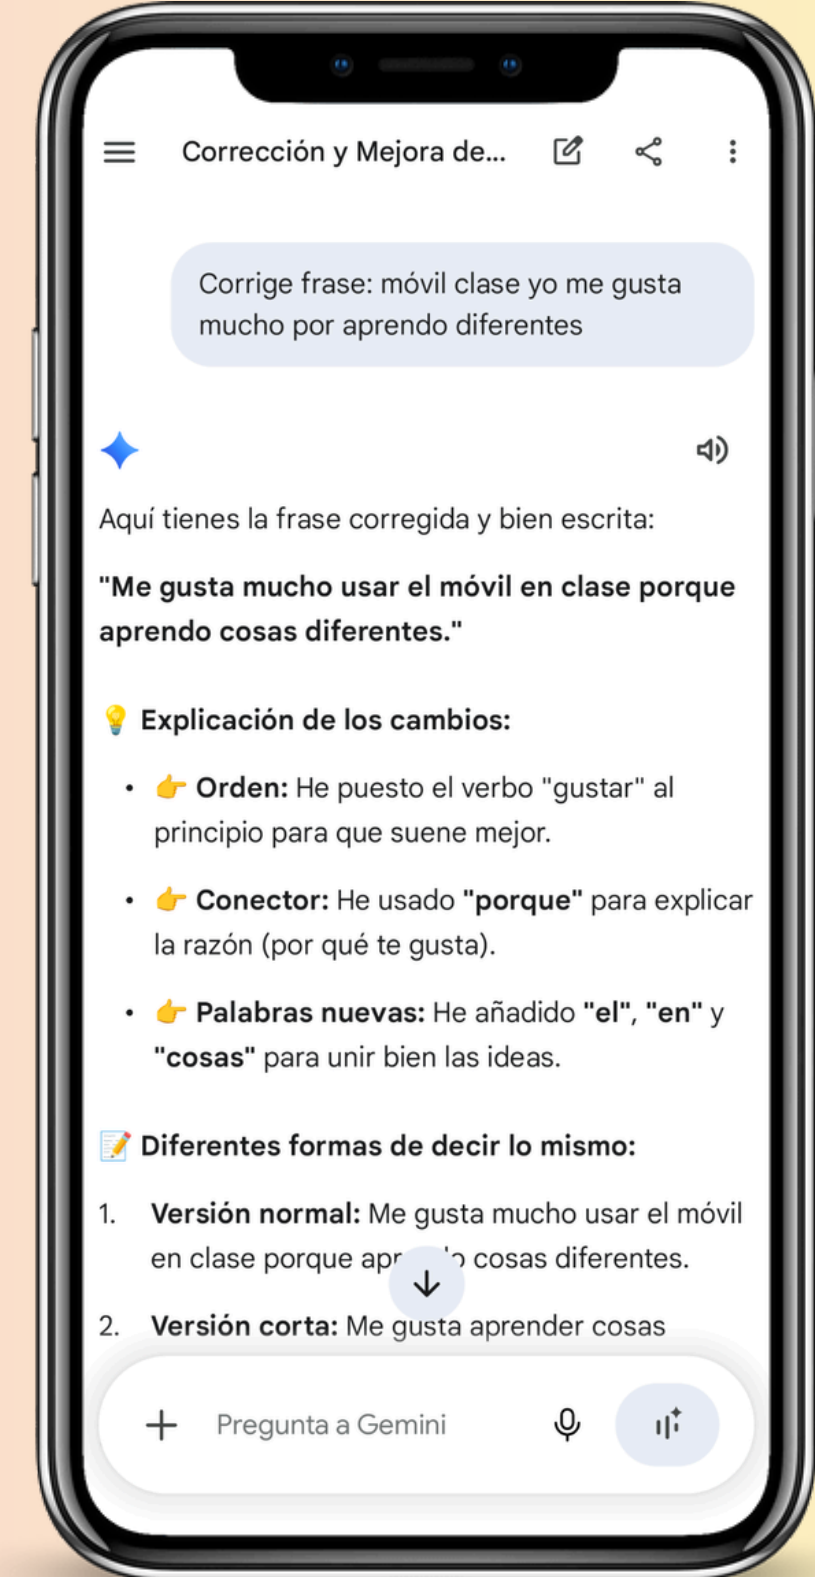 Corrección y Mejora de...
Corrige frase: móvil clase yo me gusta
mucho por aprendo diferentes
Aquí tienes la frase corregida y bien escrita:
"Me gusta mucho usar el móvil en clase porque
aprendo cosas diferentes."
💡 Explicación de los cambios:
• 👉 Orden: He puesto el verbo "gustar" al
principio para que suene mejor.
• 👉 Conector: He usado "porque" para explicar
la razón (por qué te gusta).
• 👉 Palabras nuevas: He añadido "el", "en" y
"cosas" para unir bien las ideas.
📝 Diferentes formas de decir lo mismo:
1. Versión normal: Me gusta mucho usar el móvil
en clase porque cosas diferentes.
2. Versión corta: Me gusta aprender cosas
Pregunta a Gemini